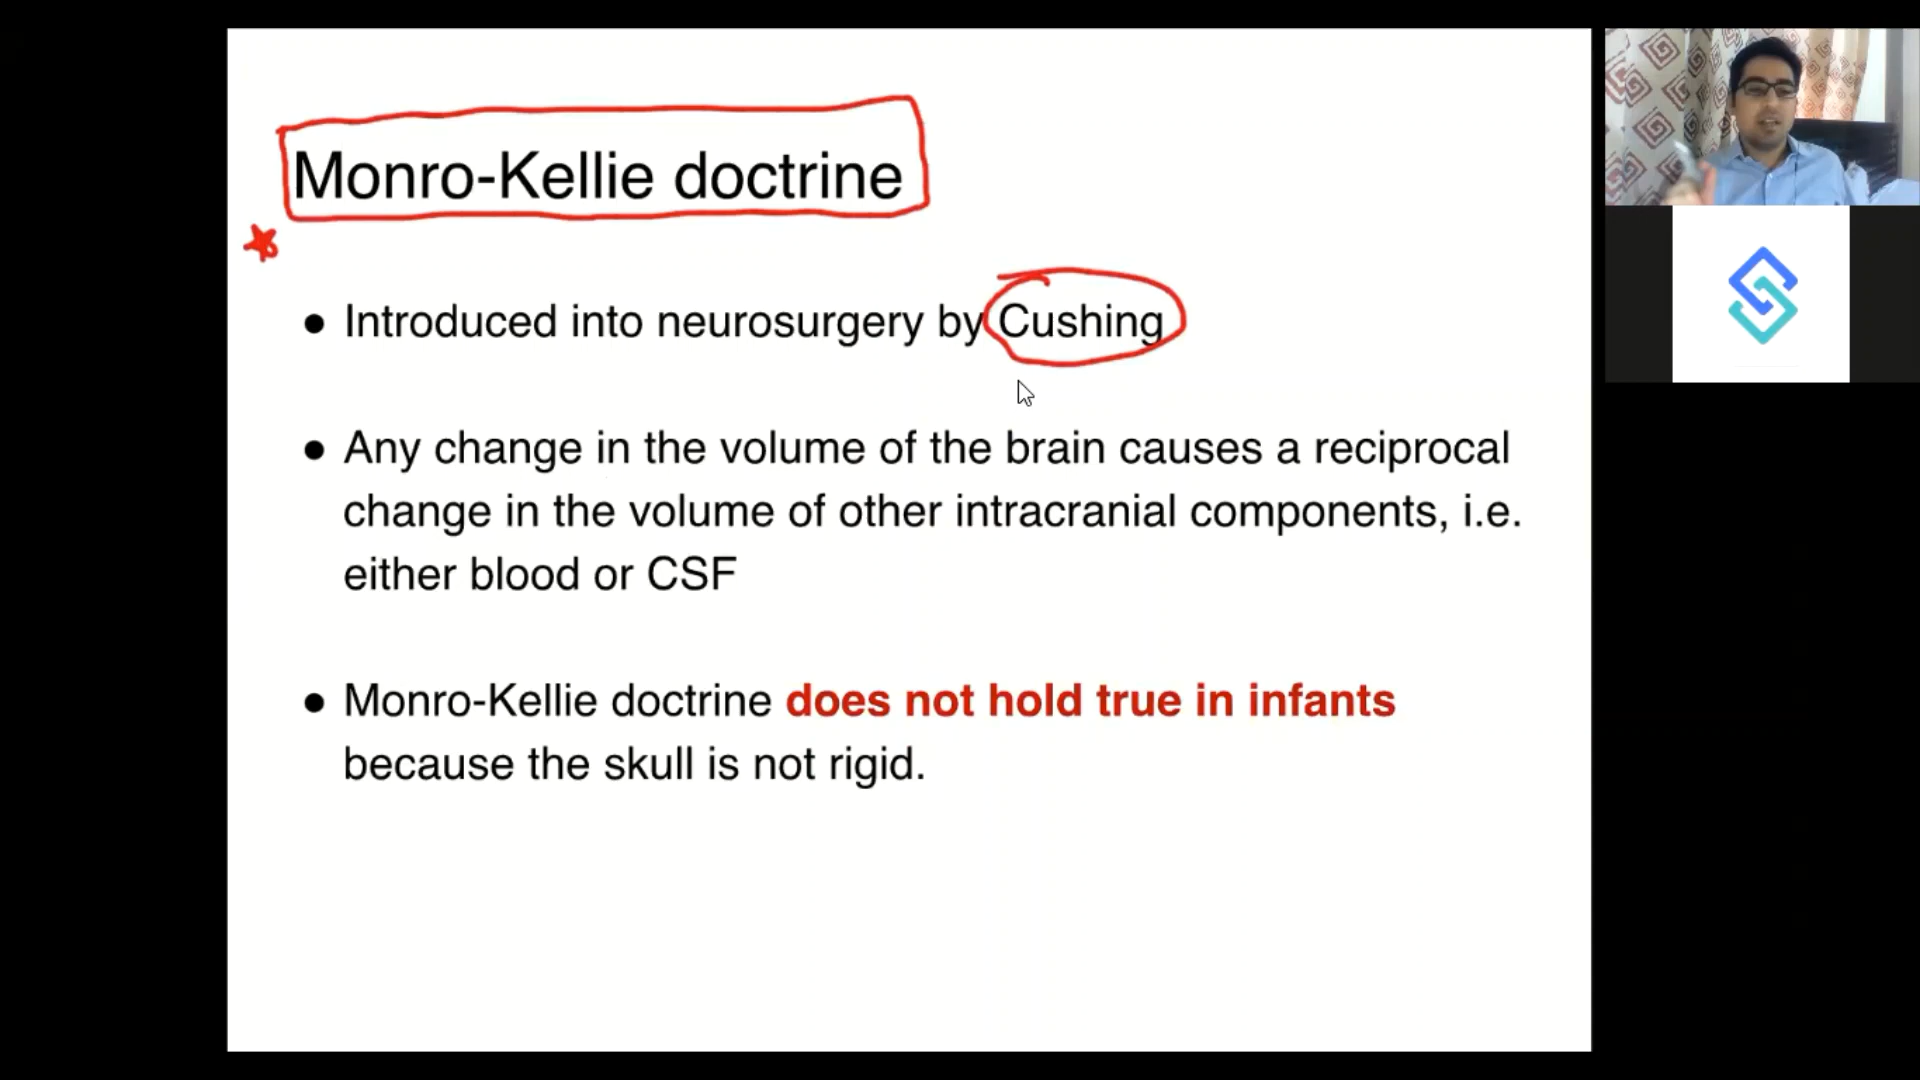 Monro-Kellie doctrine
● Introduced into neurosurgery by Cushing
● Any change in the volume of the brain causes a reciprocal
change in the volume of other intracranial components, i.e.
either blood or CSF
● Monro-Kellie doctrine does not hold true in infants
because the skull is not rigid.